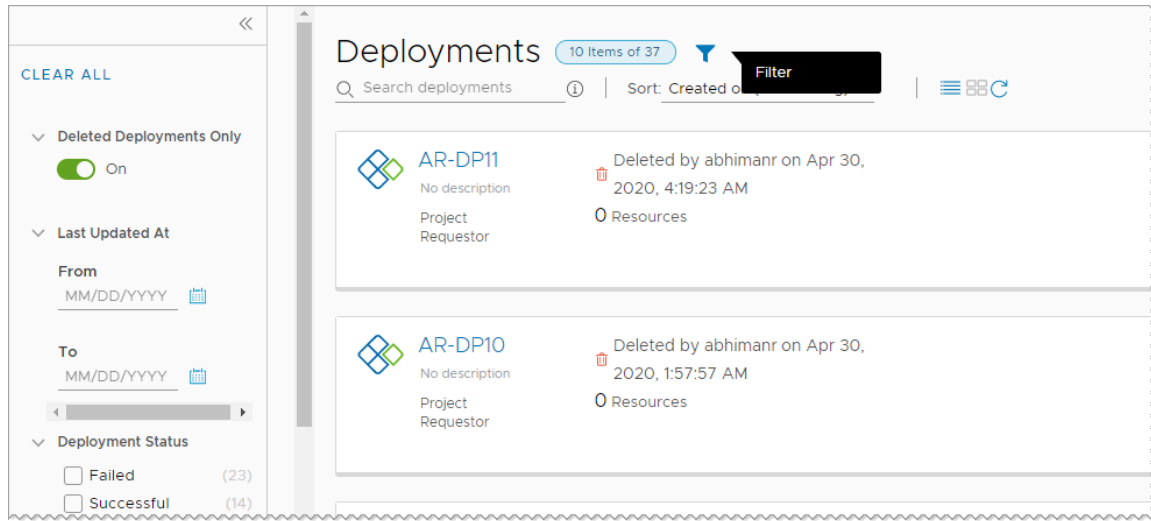 CLEAR ALL
Deleted Deployments Only
On
Last Updated At
From
MM/DD/YYYY
To
MM/DD/YYYY
Deployment Status
Failed (23)
Successful (14)
Deployments 10 Items of 37
Filter
Search deployments Sort: Created
AR-DP11
No description
Project
Requestor
Deleted by abhimanr on Apr 30,
2020, 4:19:23 AM
0 Resources
AR-DP10
No description
Project
Requestor
Deleted by abhimanr on Apr 30,
2020, 1:57:57 AM
0 Resources